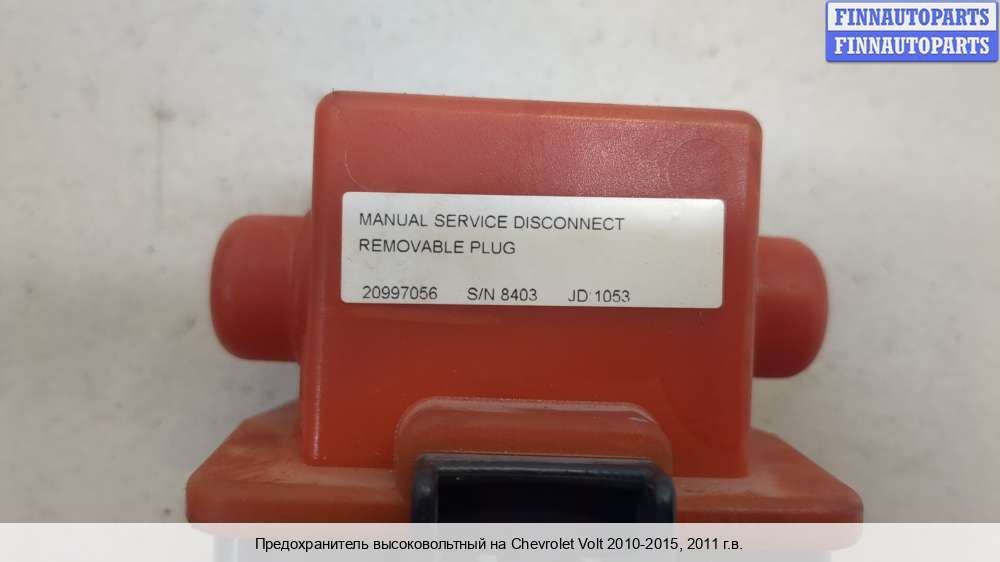 FINNAUTOPARTS
FINNAUTOPARTS
MANUAL SERVICE DISCONNECT
REMOVABLE PLUG
20997056 S/N 8403 JD 1053
Предохранитель высоковольтный на Chevrolet Volt 2010-2015, 2011 г.в.